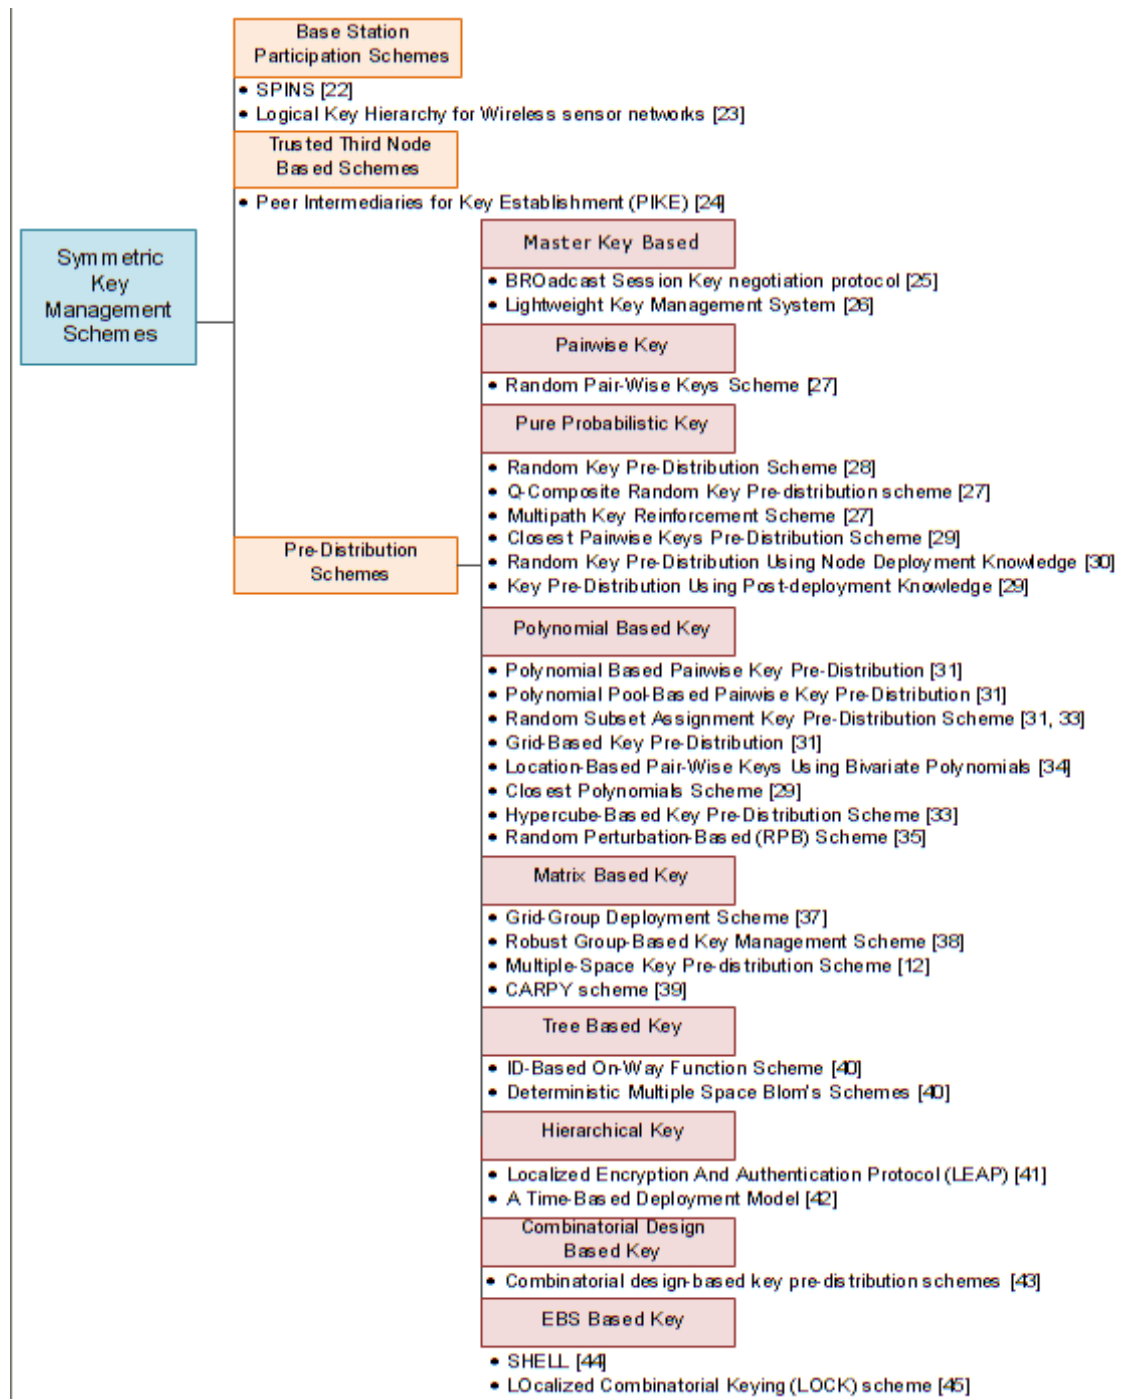 Base Station
Participation Schemes
• SPINS [22]
• Logical Key Hierarchy for Wireless sensor networks [23]
Trusted Third Node
Based Schemes
• Peer Intermediaries for Key Establishment (PIKE) [24]
Symmetric
Key
Management
Schemes
Master Key Based
• BROadcast Session Key negotiation protocol [25]
• Lightweight Key Management System [26]
Pairwise Key
• Random Pair-Wise Keys Scheme [27]
Pure Probabilistic Key
• Random Key Pre-Distribution Scheme [28]
• Q-Composite Random Key Pre-distribution scheme [27]
• Multipath Key Reinforcement Scheme [27]
• Closest Pairwise Keys Pre-Distribution Scheme [29]
• Random Key Pre-Distribution Using Node Deployment Knowledge [30]
• Key Pre-Distribution Using Post-deployment Knowledge [29]
Pre-Distribution
Schemes
Polynomial Based Key
• Polynomial Based Pairwise Key Pre-Distribution [31]
• Polynomial Pool-Based Pairwise Key Pre-Distribution [31]
• Random Subset Assignment Key Pre-Distribution Scheme [31, 33]
• Grid-Based Key Pre-Distribution [31]
• Location-Based Pair-Wise Keys Using Bivariate Polynomials [34]
• Closest Polynomials Scheme [29]
• Hypercube-Based Key Pre-Distribution Scheme [33]
• Random Perturbation-Based (RPB) Scheme [35]
Matrix Based Key
• Grid-Group Deployment Scheme [37]
• Robust Group-Based Key Management Scheme [38]
• Multiple-Space Key Pre-distribution Scheme [12]
• CARPY scheme [39]
Tree Based Key
• ID-Based On-Way Function Scheme [40]
• Deterministic Multiple Space Blom's Schemes [40]
Hierarchical Key
• Localized Encryption And Authentication Protocol (LEAP) [41]
• A Time-Based Deployment Model [42]
Combinatorial Design
Based Key
• Combinatorial design-based key pre-distribution schemes [43]
EBS Based Key
• SHELL [44]
• LOcalized Combinatorial Keying (LOCK) scheme [45]